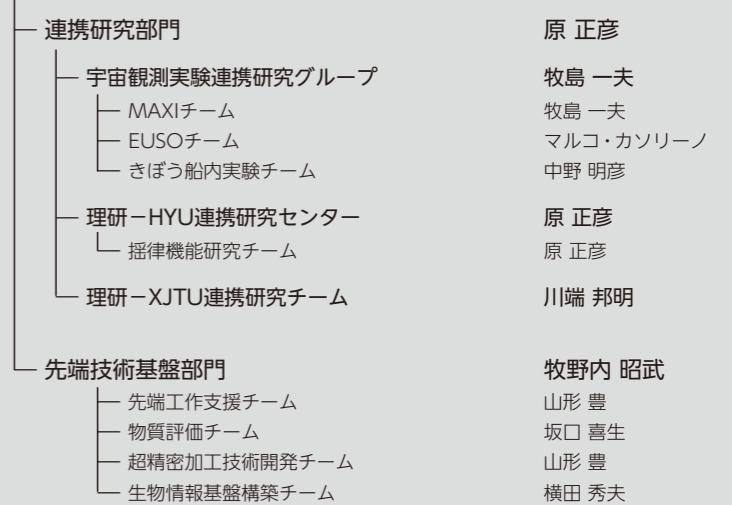 連携研究部門 原 正彦
宇宙観測実験連携研究グループ 牧島 一夫
MAXIチーム 牧島 一夫
EUSOチーム マルコ・カソリーノ
きぼう船内実験チーム 中野 明彦
理研－HYU連携研究センター 原 正彦
揺律機能研究チーム 原 正彦
理研－XJTU連携研究チーム 川端 邦明
先端技術基盤部門 牧野内 昭武
先端工作支援チーム 山形 豊
物質評価チーム 坂口 喜生
超精密加工技術開発チーム 山形 豊
生物情報基盤構築チーム 横田 秀夫